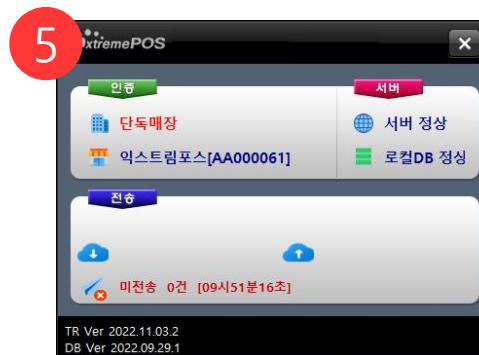 5
xtremePOS
인증
서버
단독매장
서버 정상
익스트림포스[AA000061]
로컬DB 정상
전송
미전송 0건 [09시51분16초]
TR Ver 2022.11.03.2
DB Ver 2022.09.29.1